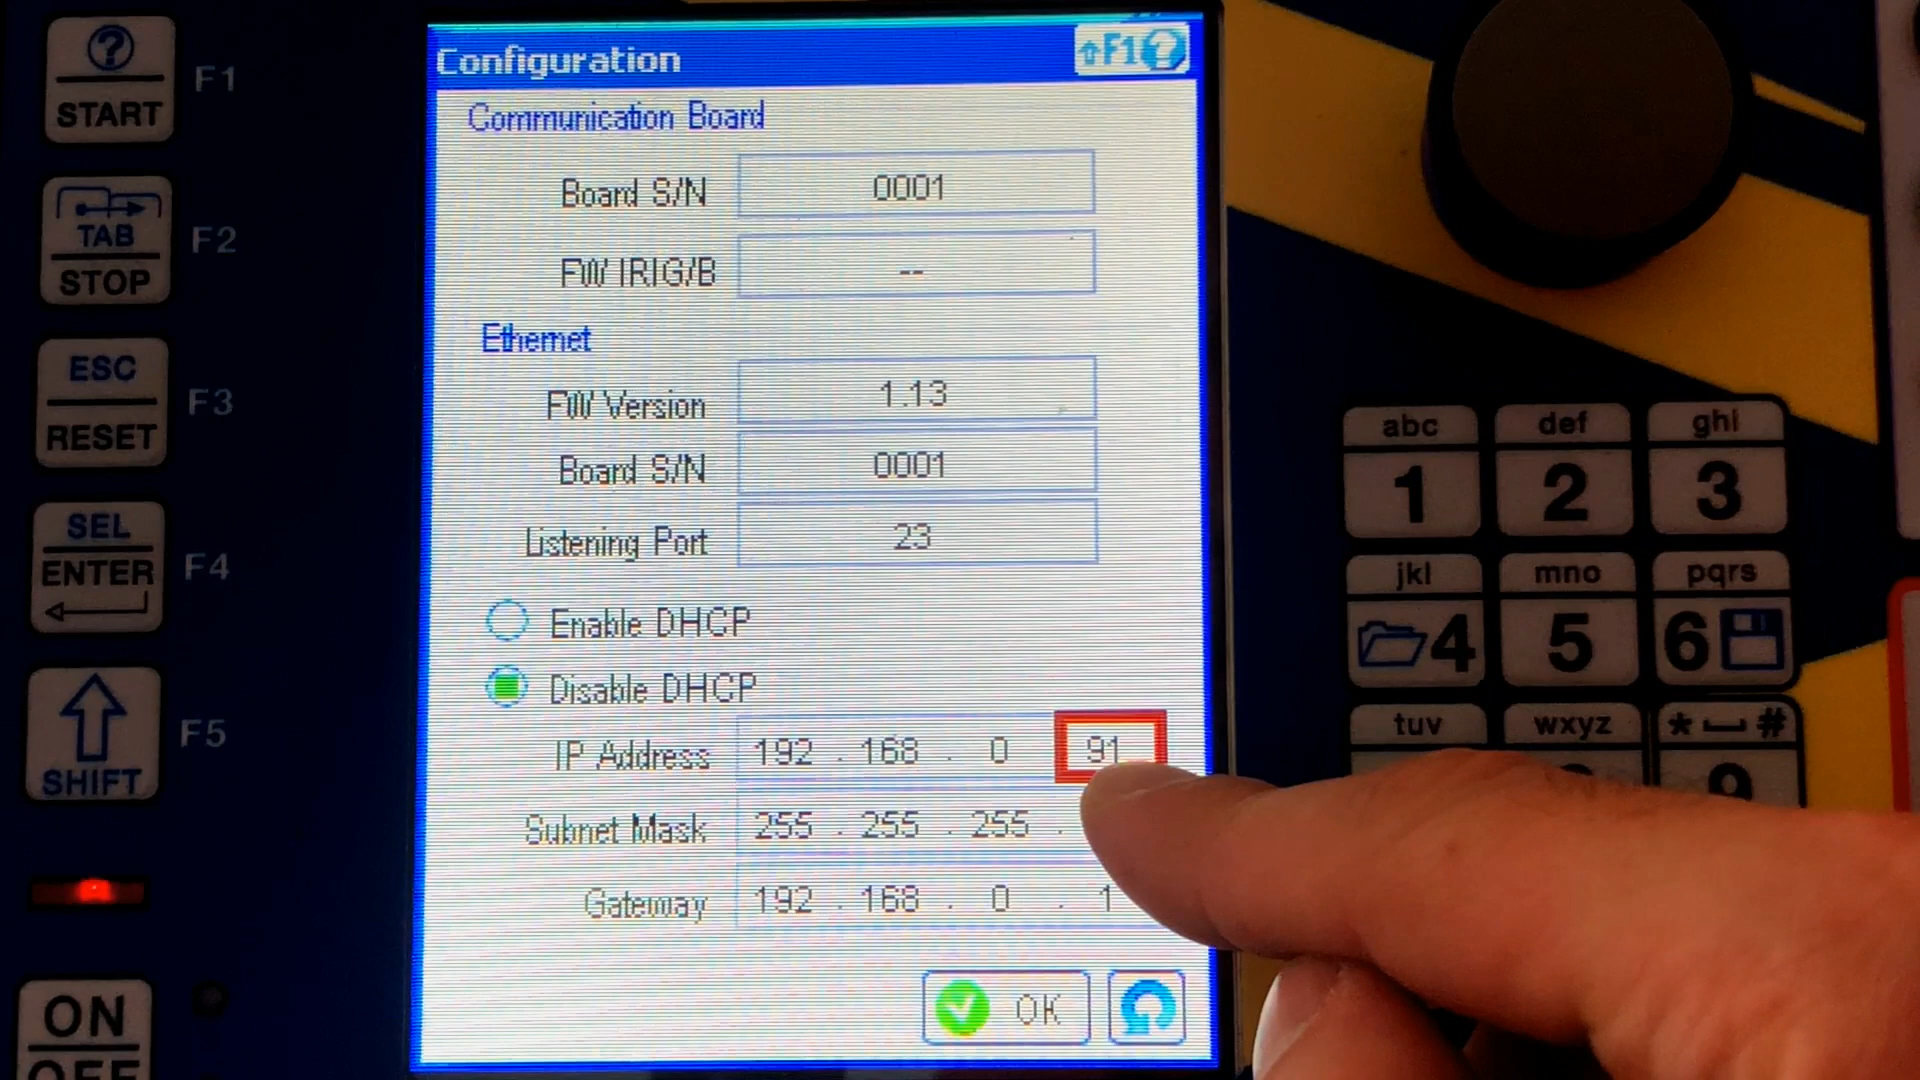 START F1
TAB
STOP F2
ESC
RESET F3
SEL
ENTER F4
SHIFT F5
ON
OFF
Configuration F1
Communication Board
Board S/N 0001
FW IRIG/B --
Ethernet
FW Version 1.13
Board S/N 0001
Listening Port 23
Enable DHCP
Disable DHCP
IP Address 192 . 168 . 0 91
Subnet Mask 255 . 255 . 255 .
Gateway 192 . 168 . 0 . 1
OK
abc def ghi
1 2 3
jkl mno pqrs
4 5 6
tuv wxyz * #
9